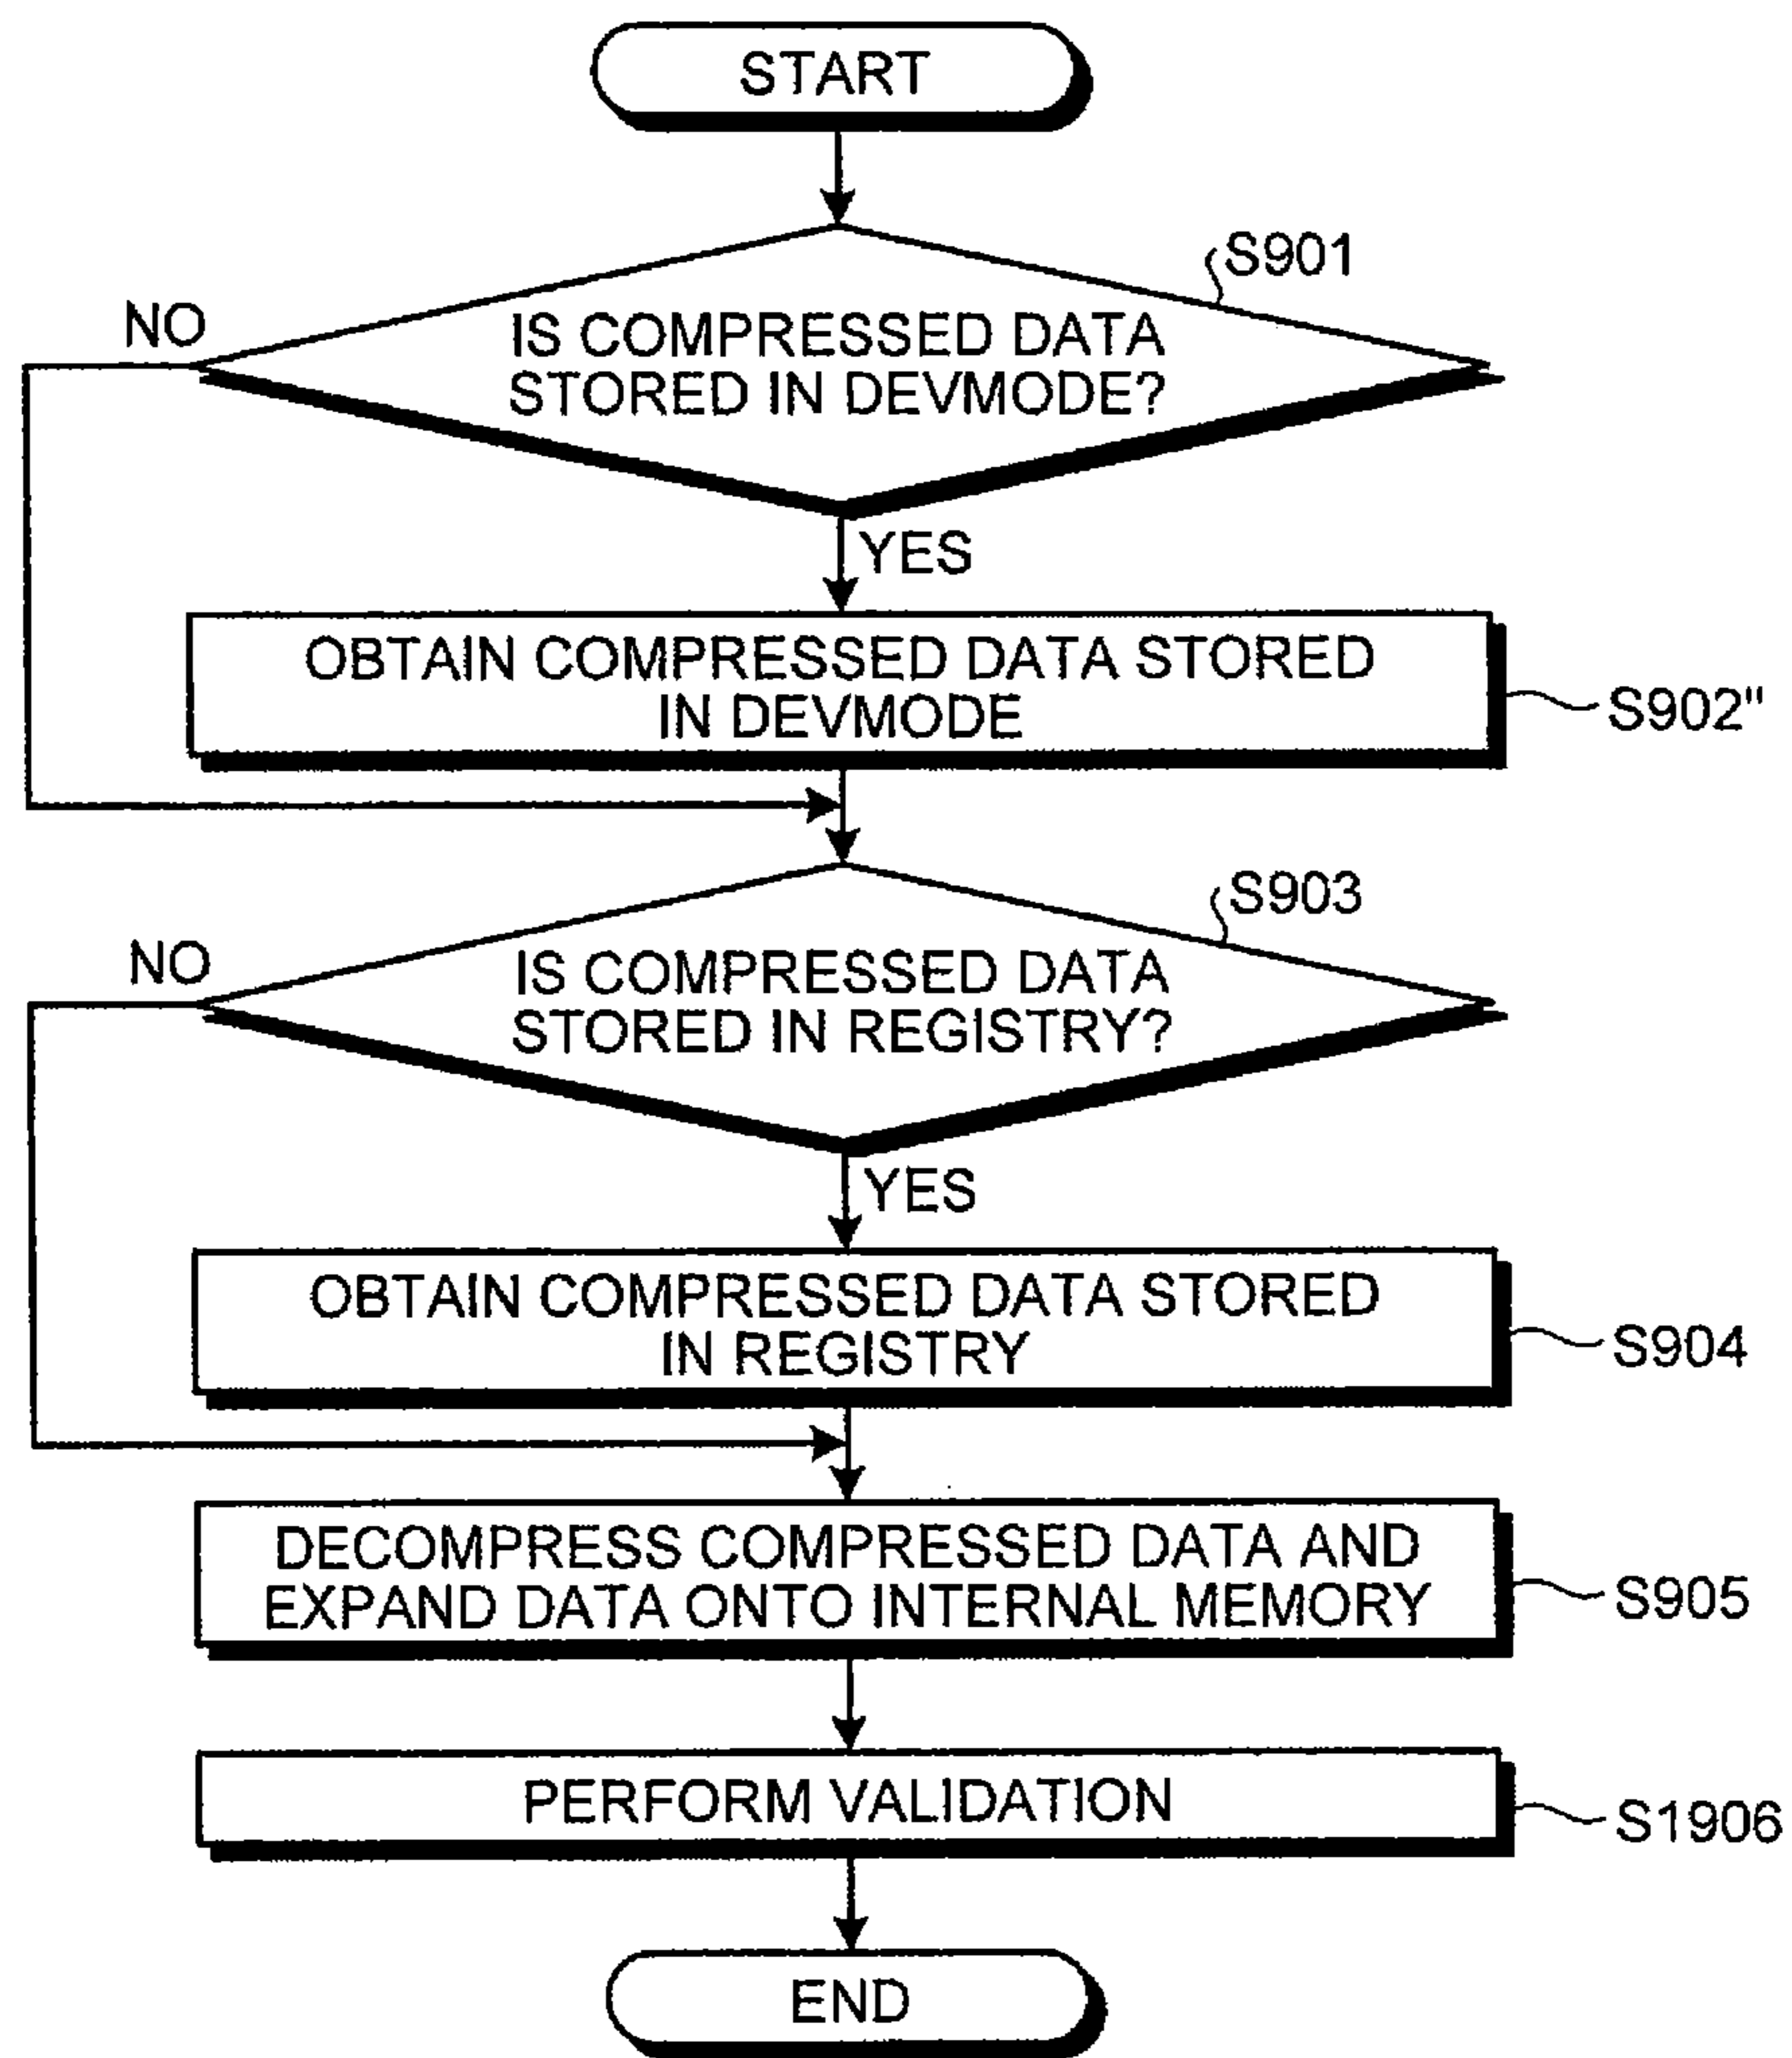 START
S901
NO
IS COMPRESSED DATA
STORED IN DEVMODE?
YES
OBTAIN COMPRESSED DATA STORED
IN DEVMODE
S902"
S903
NO
IS COMPRESSED DATA
STORED IN REGISTRY?
YES
OBTAIN COMPRESSED DATA STORED
IN REGISTRY
S904
DECOMPRESS COMPRESSED DATA AND
EXPAND DATA ONTO INTERNAL MEMORY
S905
PERFORM VALIDATION
S1906
END